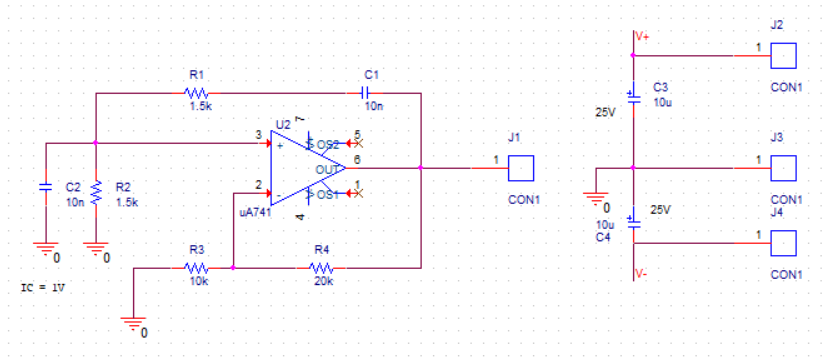 R1
1.5k
C1
10n
U2
7
3
+
5
OS2
OUT
6
2
-
OS1
1
uA741
4
C2
10n
R2
1.5k
0
0
IC = 1V
R3
10k
R4
20k
0
J1
1
CON1
V+
J2
1
CON1
C3
10u
25V
J3
1
CON1
0
25V
10u
C4
J4
1
CON1
V-